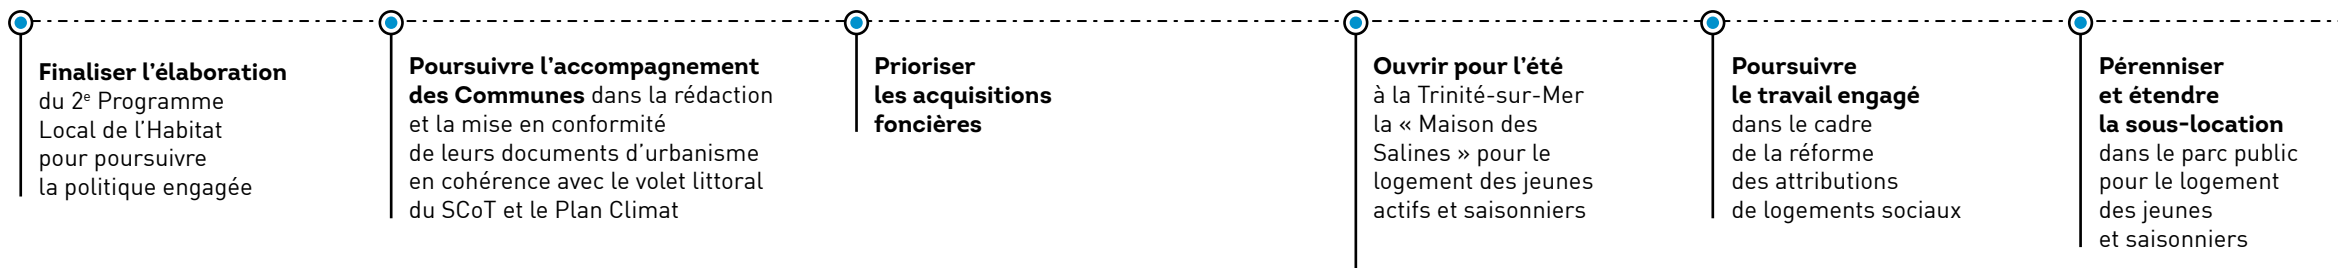 Finaliser l’élaboration
du 2e Programme
Local de l’Habitat
pour poursuivre
la politique engagée
Poursuivre l’accompagnement
des Communes dans la rédaction
et la mise en conformité
de leurs documents d’urbanisme
en cohérence avec le volet littoral
du SCoT et le Plan Climat
Prioriser
les acquisitions
foncières
Ouvrir pour l’été
à la Trinité-sur-Mer
la « Maison des
Salines » pour le
logement des jeunes
actifs et saisonniers
Poursuivre
le travail engagé
dans le cadre
de la réforme
des attributions
de logements sociaux
Pérenniser
et étendre
la sous-location
dans le parc public
pour le logement
des jeunes
et saisonniers